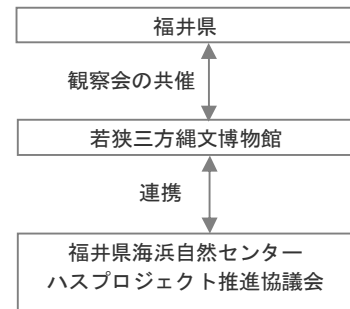 福井県
観察会の共催
若狭三方縄文博物館
連携
福井県海浜自然センター
ハスプロジェクト推進協議会